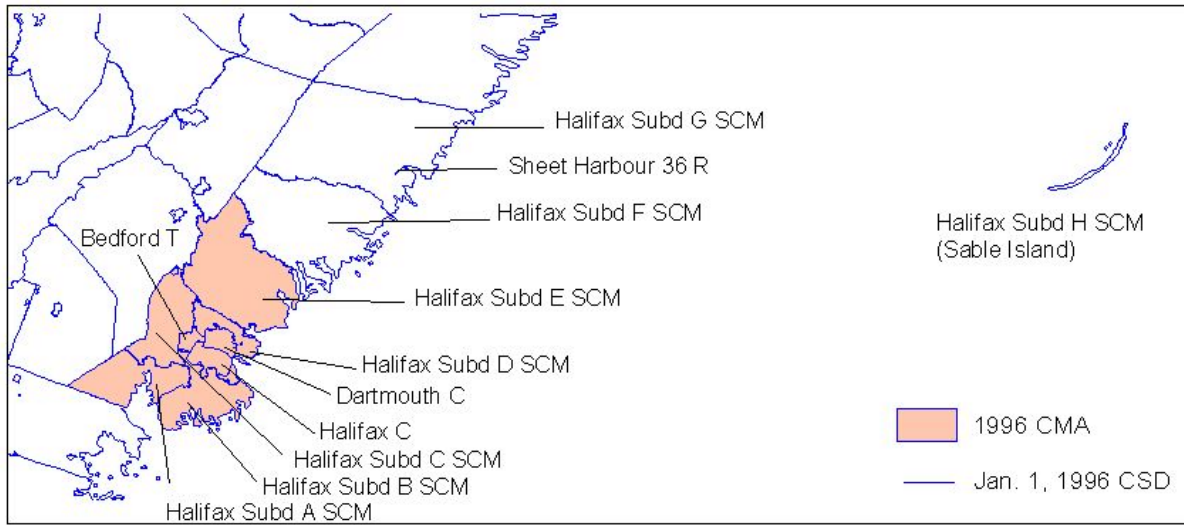 Halifax Subd G SCM
Sheet Harbour 36 R
Halifax Subd F SCM
Halifax Subd H SCM
(Sable Island)
Bedford T
Halifax Subd E SCM
Halifax Subd D SCM
Dartmouth C
Halifax C
Halifax Subd C SCM
Halifax Subd B SCM
Halifax Subd A SCM
1996 CMA
Jan. 1, 1996 CSD